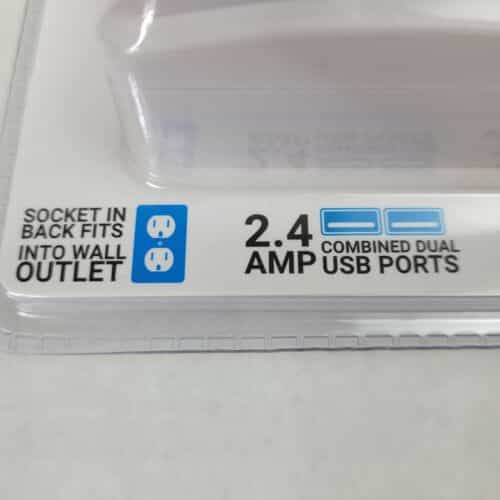 SOCKET IN
BACK FITS
INTO WALL
OUTLET
2.4
AMP
COMBINED DUAL
USB PORTS